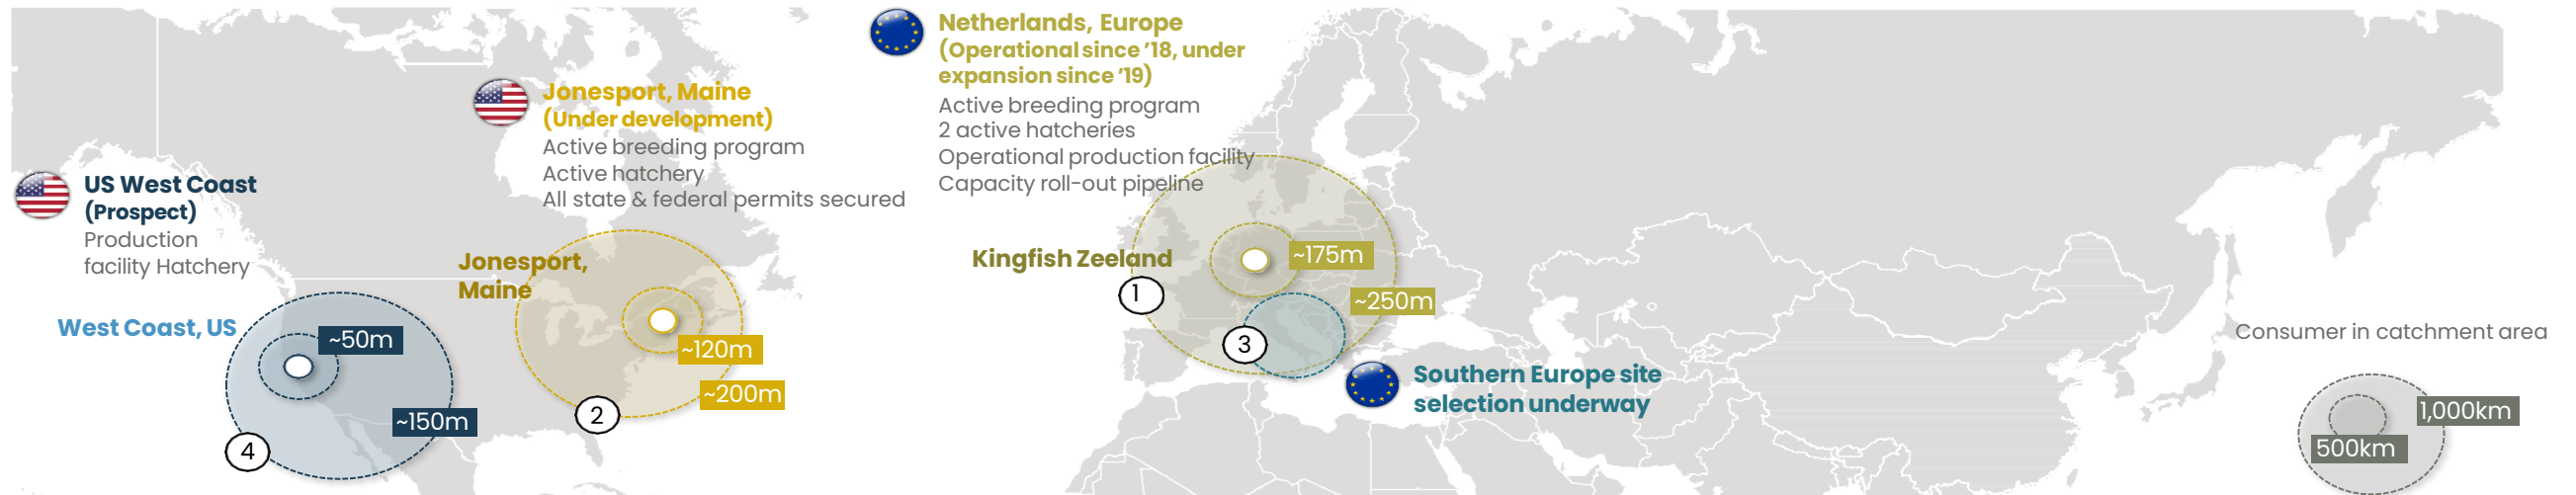 Netherlands, Europe
(Operational since ’18, under
expansion since ’19)
Active breeding program
2 active hatcheries
Operational production facility
Capacity roll-out pipeline
Jonesport, Maine
(Under development)
Active breeding program
Active hatchery
All state & federal permits secured
US West Coast
(Prospect)
Production
facility Hatchery
West Coast, US
~50m
~150m
4
Jonesport,
Maine
~120m
~200m
2
Kingfish Zeeland
1
~175m
~250m
3
Southern Europe site
selection underway
Consumer in catchment area
1,000km
500km